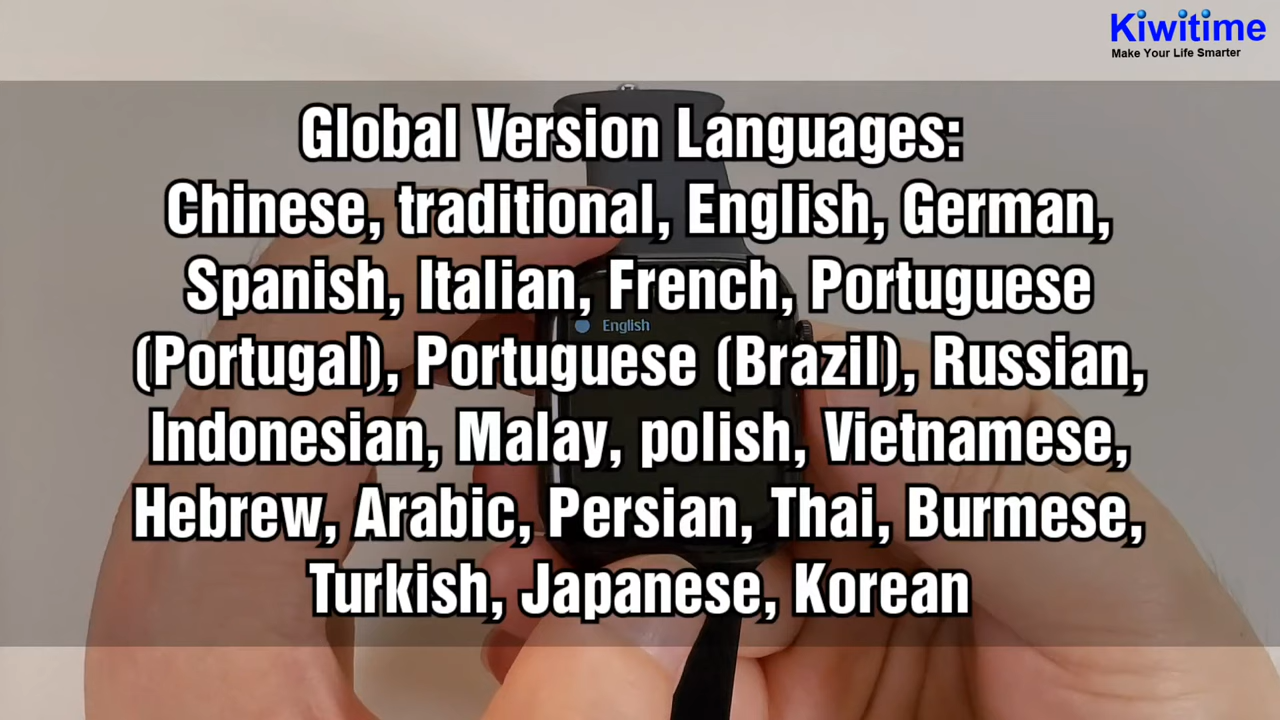 Kiwitime
Make Your Life Smarter
Global Version Languages:
Chinese, traditional, English, German,
Spanish, Italian, French, Portuguese
English
(Portugal), Portuguese (Brazil), Russian,
Indonesian, Malay, polish, Vietnamese,
Hebrew, Arabic, Persian, Thai, Burmese,
Turkish, Japanese, Korean